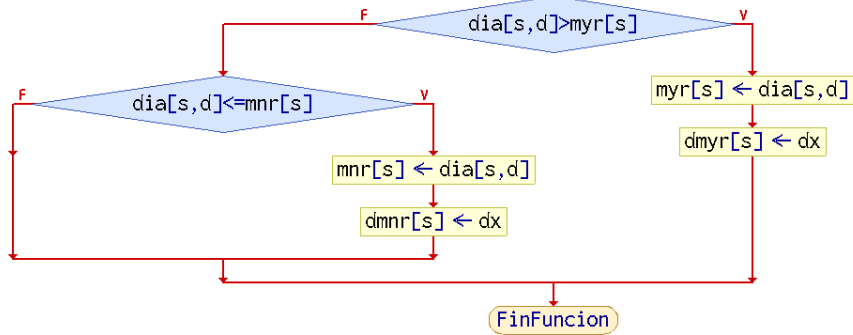 dia[s,d]>myr[s]
F
V
dia[s,d]<=mnr[s]
F
V
myr[s] ← dia[s,d]
dmyr[s] ← dx
mnr[s] ← dia[s,d]
dmnr[s] ← dx
FinFuncion